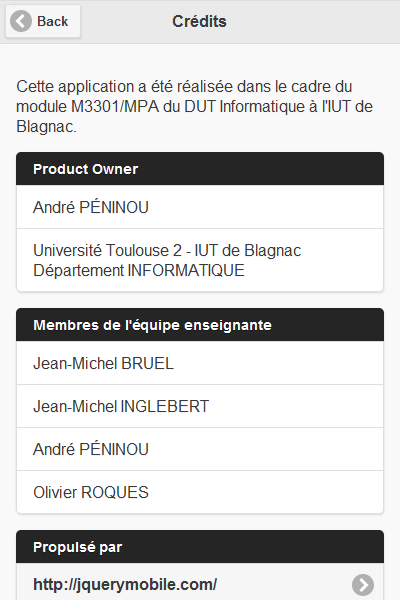 Back
Crédits
Cette application a été réalisée dans le cadre du
module M3301/MPA du DUT Informatique à l'IUT de
Blagnac.
Product Owner
André PÉNINOU
Université Toulouse 2 - IUT de Blagnac
Département INFORMATIQUE
Membres de l'équipe enseignante
Jean-Michel BRUEL
Jean-Michel INGLEBERT
André PÉNINOU
Olivier ROQUES
Propulsé par
http://jquerymobile.com/